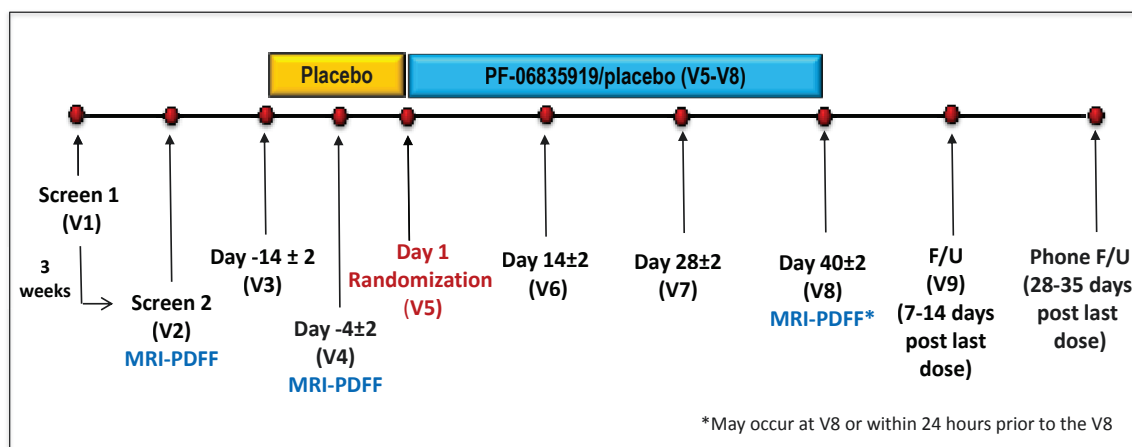 Placebo
PF-06835919/placebo (V5-V8)
Screen 1
(V1)
3
weeks
Screen 2
(V2)
MRI-PDFF
Day -14 ± 2
(V3)
Day -4±2
(V4)
MRI-PDFF
Day 1
Randomization
(V5)
Day 14±2
(V6)
Day 28±2
(V7)
Day 40±2
(V8)
MRI-PDFF*
F/U
(V9)
(7-14 days
post last
dose)
Phone F/U
(28-35 days
post last
dose)
*May occur at V8 or within 24 hours prior to the V8